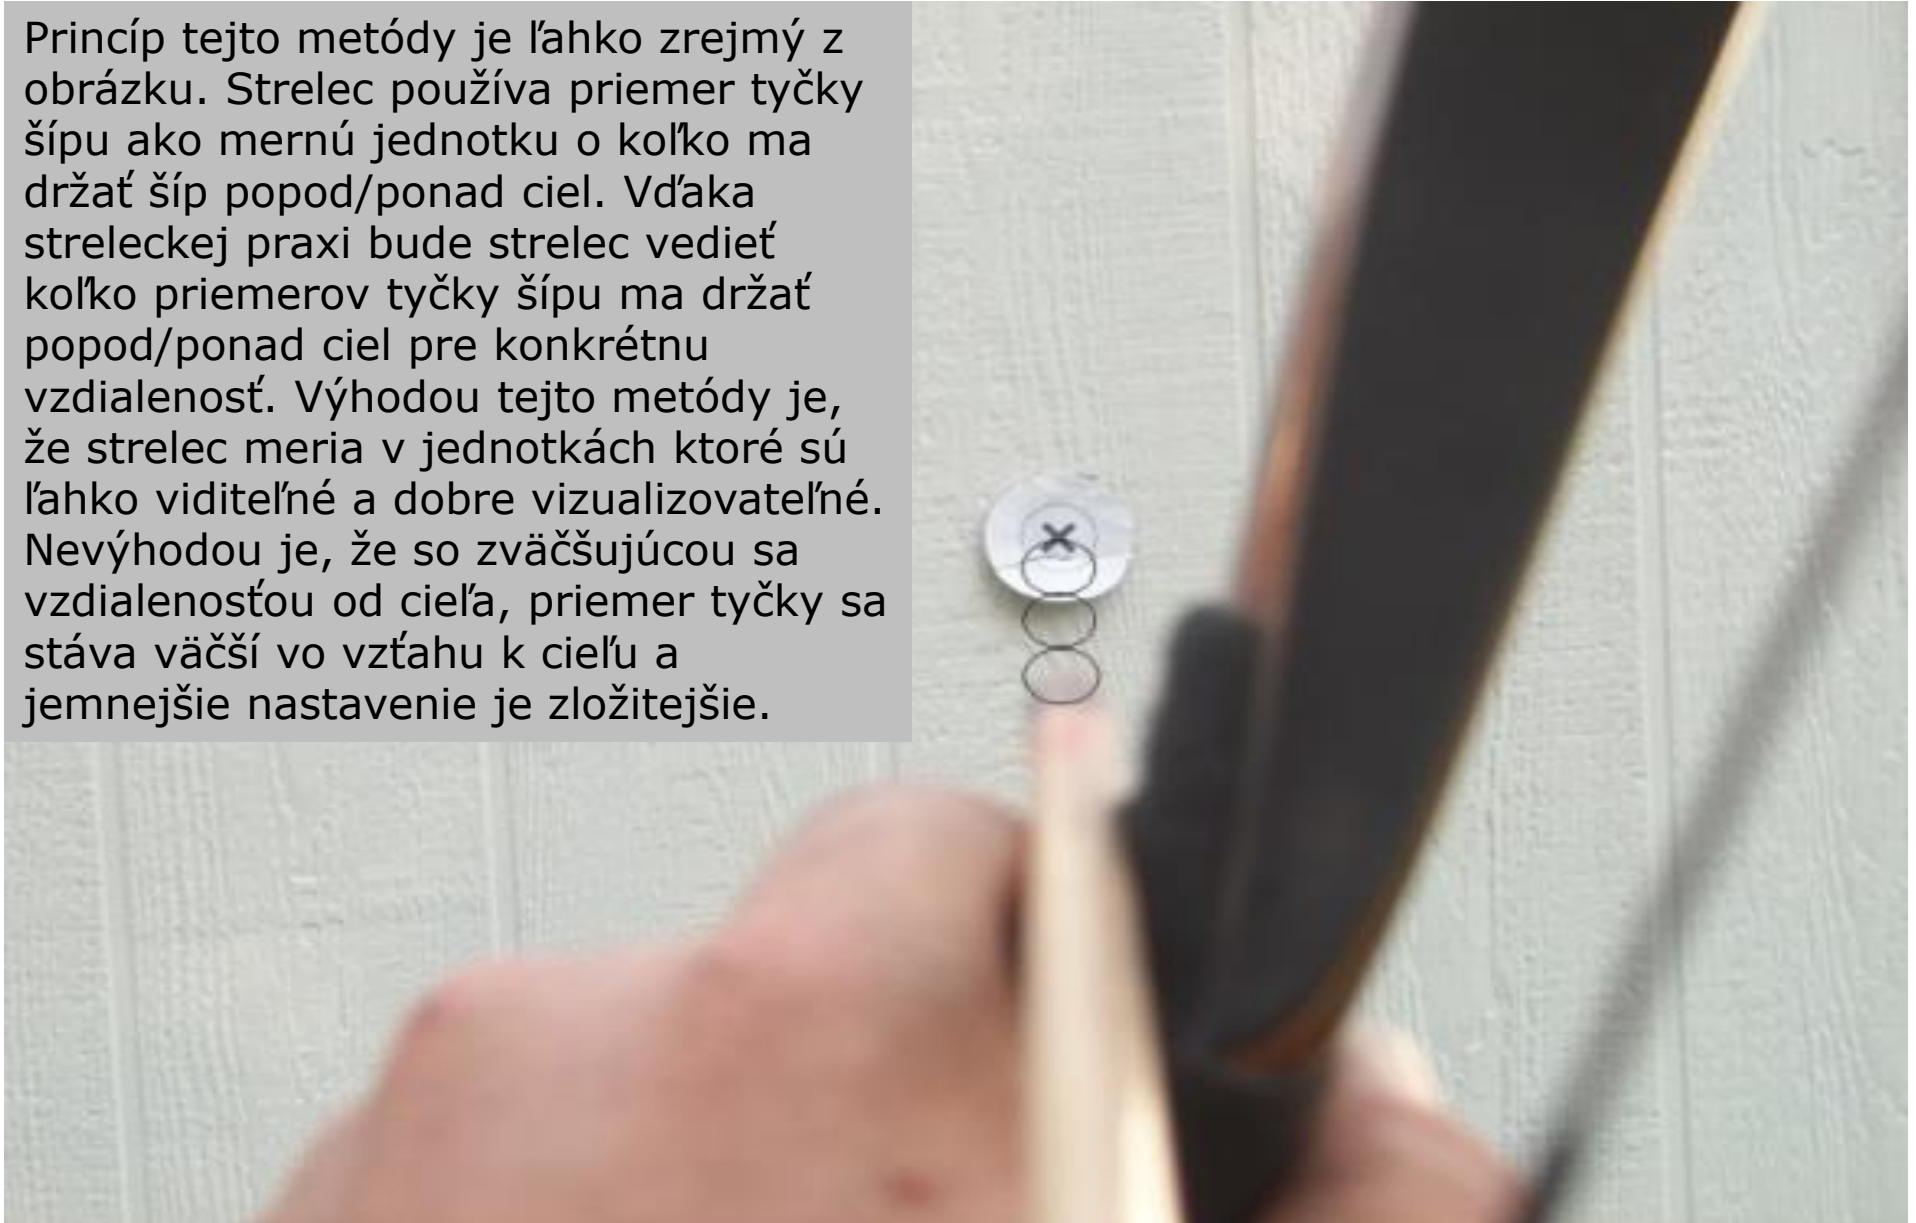 Princíp tejto metódy je ľahko zrejmý z
obrázku. Strelec používa priemer tyčky
šípu ako mernú jednotku o koľko ma
držať šíp popod/ponad ciel. Vďaka
streleckej praxi bude strelec vedieť
koľko priemerov tyčky šípu ma držať
popod/ponad ciel pre konkrétnu
vzdialenosť. Výhodou tejto metódy je,
že strelec meria v jednotkách ktoré sú
ľahko viditeľné a dobre vizualizovateľné.
Nevýhodou je, že so zväčšujúcou sa
vzdialenosťou od cieľa, priemer tyčky sa
stáva väčší vo vzťahu k cieľu a
jemnejšie nastavenie je zložitejšie.